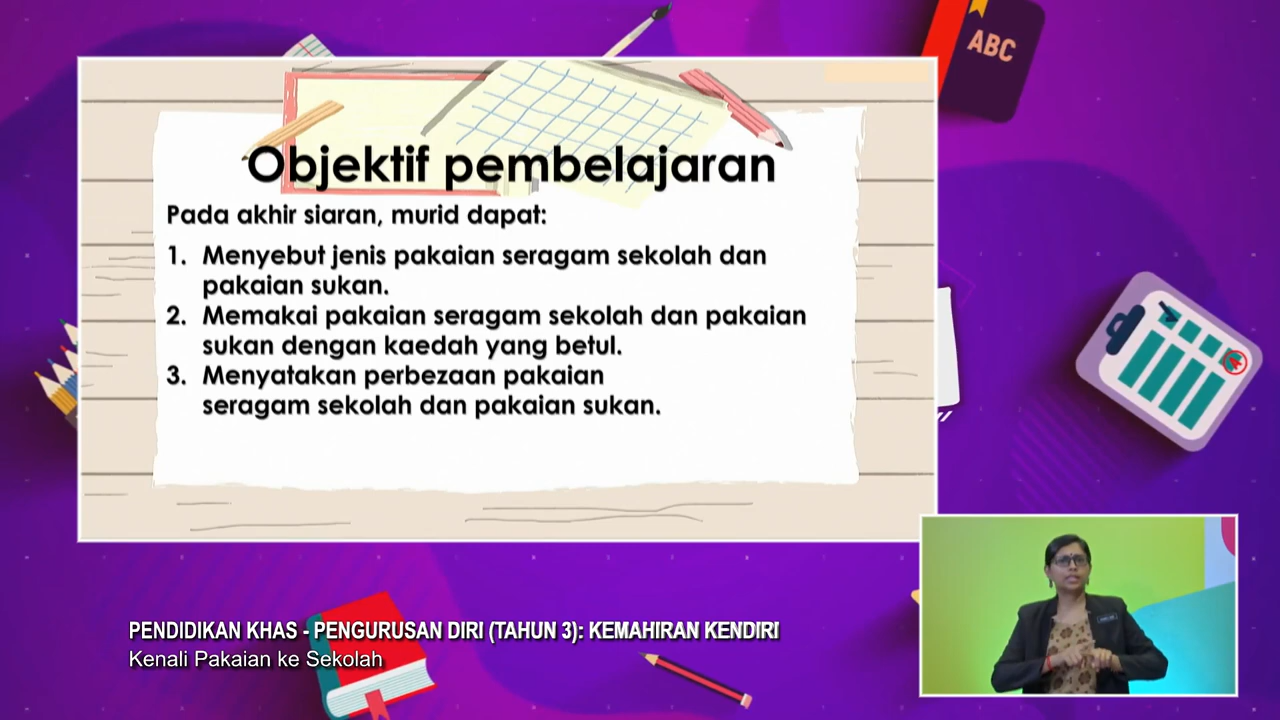 ABC
Objektif pembelajaran
Pada akhir siaran, murid dapat:
1. Menyebut jenis pakaian seragam sekolah dan
pakaian sukan.
2. Memakai pakaian seragam sekolah dan pakaian
sukan dengan kaedah yang betul.
3. Menyatakan perbezaan pakaian
seragam sekolah dan pakaian sukan.
PENDIDIKAN KHAS - PENGURUSAN DIRI (TAHUN 3): KEMAHIRAN KENDIRI
Kenali Pakaian ke Sekolah